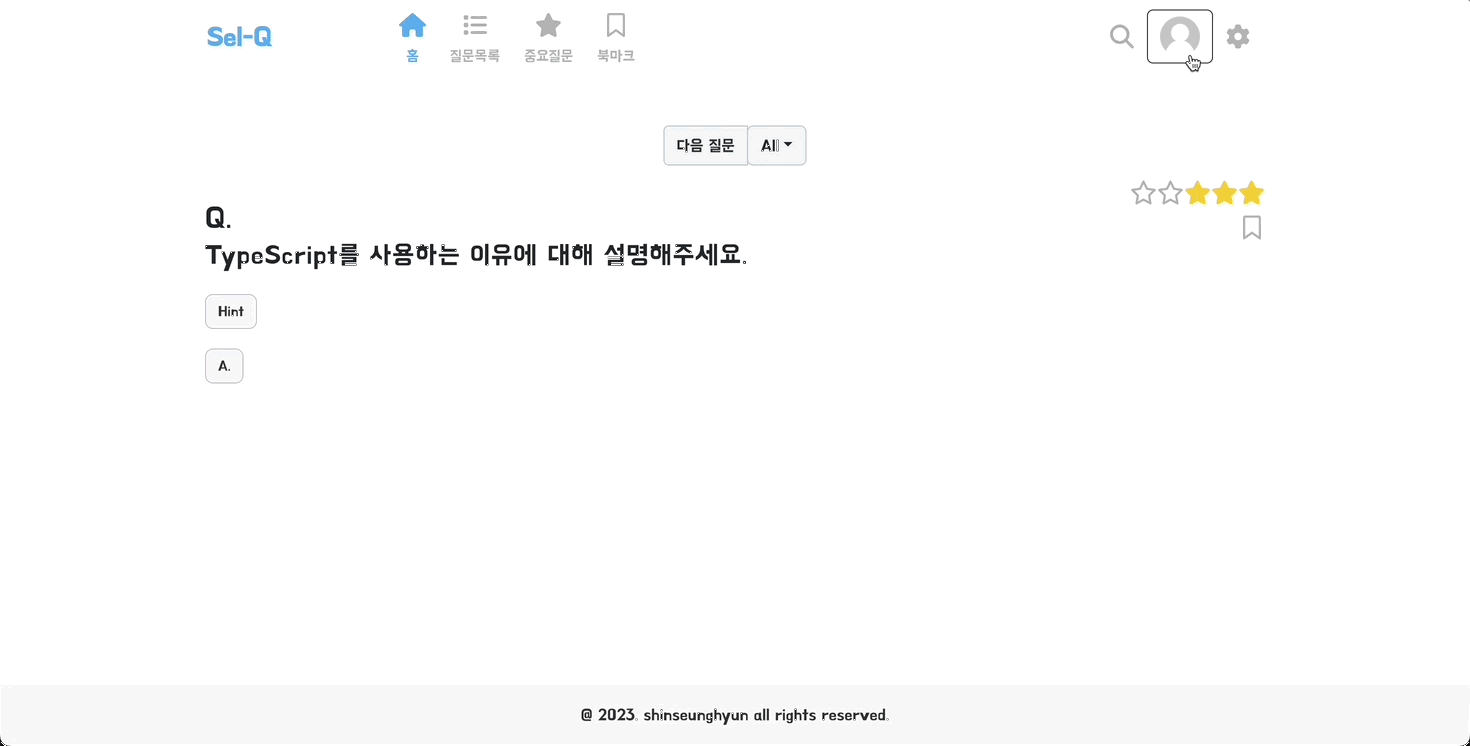 Sel-Q
홈
질문목록
중요질문
북마크
다음 질문
All
Q.
TypeScript를 사용하는 이유에 대해 설명해주세요.
Hint
A.
@ 2023. shinseunghyun all rights reserved.